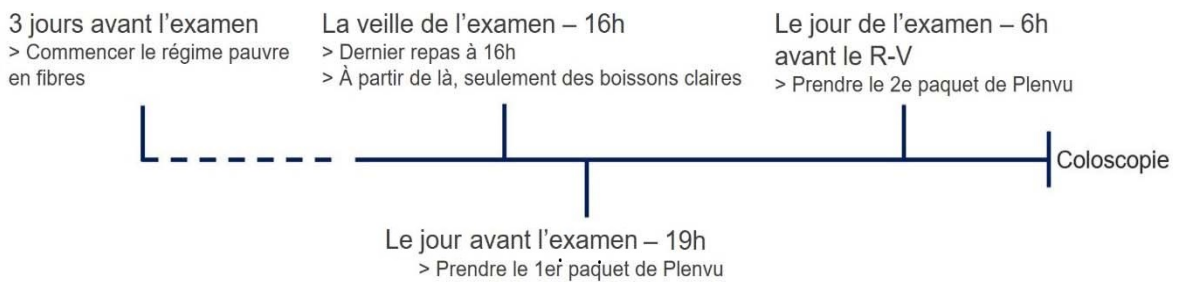 3 jours avant l’examen
> Commencer le régime pauvre
en fibres
La veille de l’examen – 16h
> Dernier repas à 16h
> À partir de là, seulement des boissons claires
Le jour de l’examen – 6h
avant le R-V
> Prendre le 2e paquet de Plenvu
Coloscopie
Le jour avant l’examen – 19h
> Prendre le 1er paquet de Plenvu